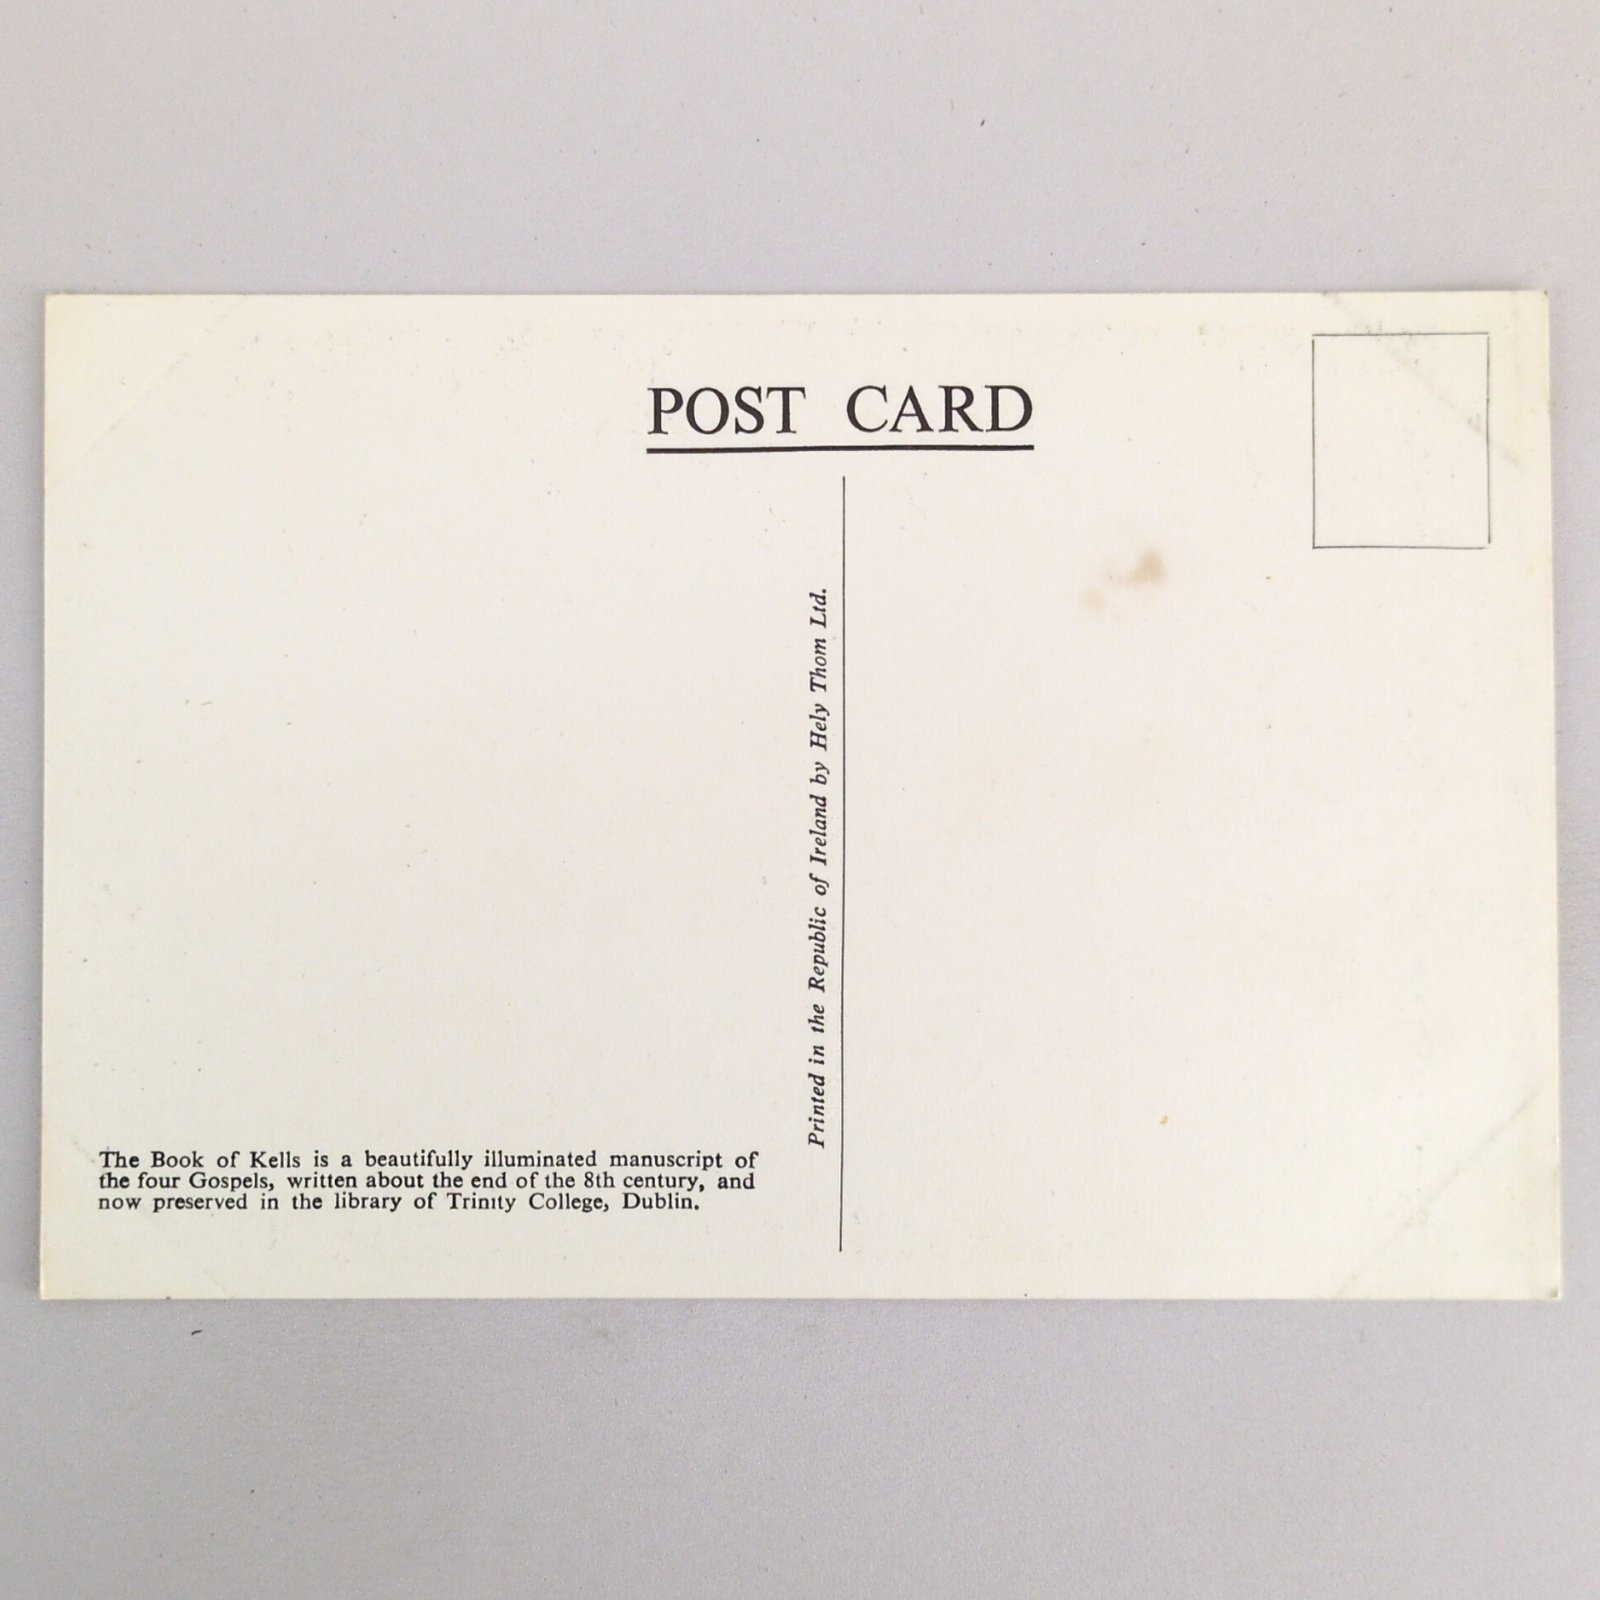 POST CARD
The Book of Kells is a beautifully illuminated manuscript of
the four Gospels, written about the end of the 8th century, and
now preserved in the library of Trinity College, Dublin.
Printed in the Republic of Ireland by Hely Thom Ltd.